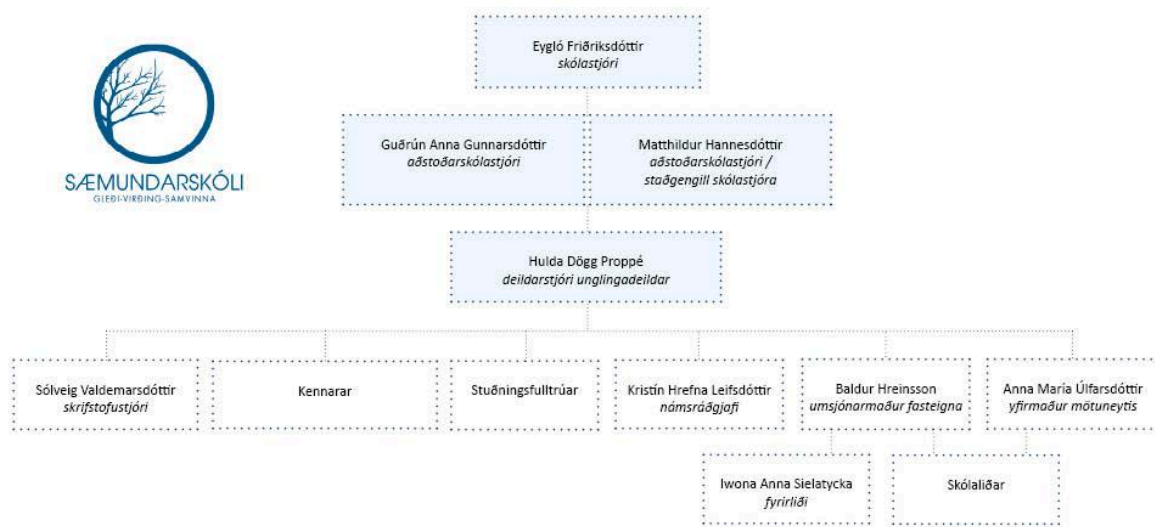 Eygló Friðriksdóttir
skólastjóri
Guðrún Anna Gunnarsdóttir
aðstoðarskólastjóri
Matthildur Hannesdóttir
aðstoðarskólastjóri /
staðgengill skólastjóra
SÆMUNDARSKÓLI
GLEÐI-VIRÐING-SAMVINNA
Hulda Dögg Proppé
deildarstjóri unglingadeildar
Sólveig Valdemarsdóttir
skrifstofustjóri
Kennarar
Stuðningsfulltrúar
Kristín Hrefna Leifsdóttir
námsráðgjafi
Baldur Hreinsson
umsjónarmaður fasteigna
Anna María Úlfarsdóttir
yfirmaður mötuneytis
Iwona Anna Sielatycka
fyrirliði
Skólaliðar